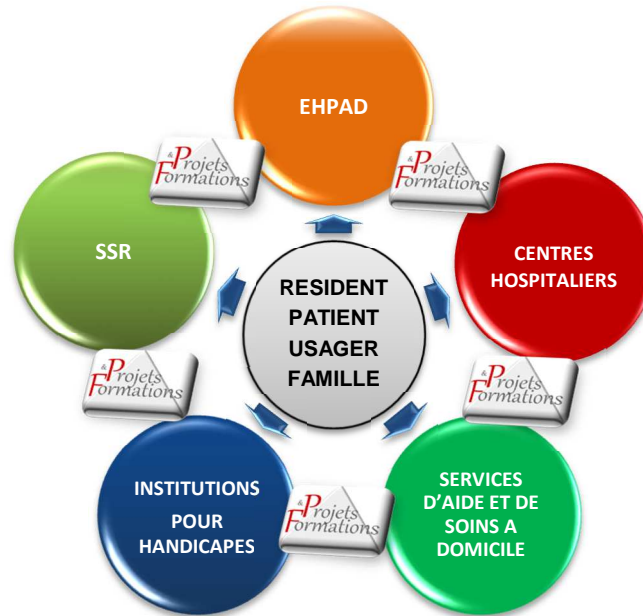 EHPAD
&
Projets
Formations
&
Projets
Formations
SSR
CENTRES
HOSPITALIERS
RESIDENT
PATIENT
USAGER
FAMILLE
&
Projets
Formations
&
Projets
Formations
INSTITUTIONS
POUR
HANDICAPES
&
Projets
Formations
SERVICES
D'AIDE ET DE
SOINS A
DOMICILE